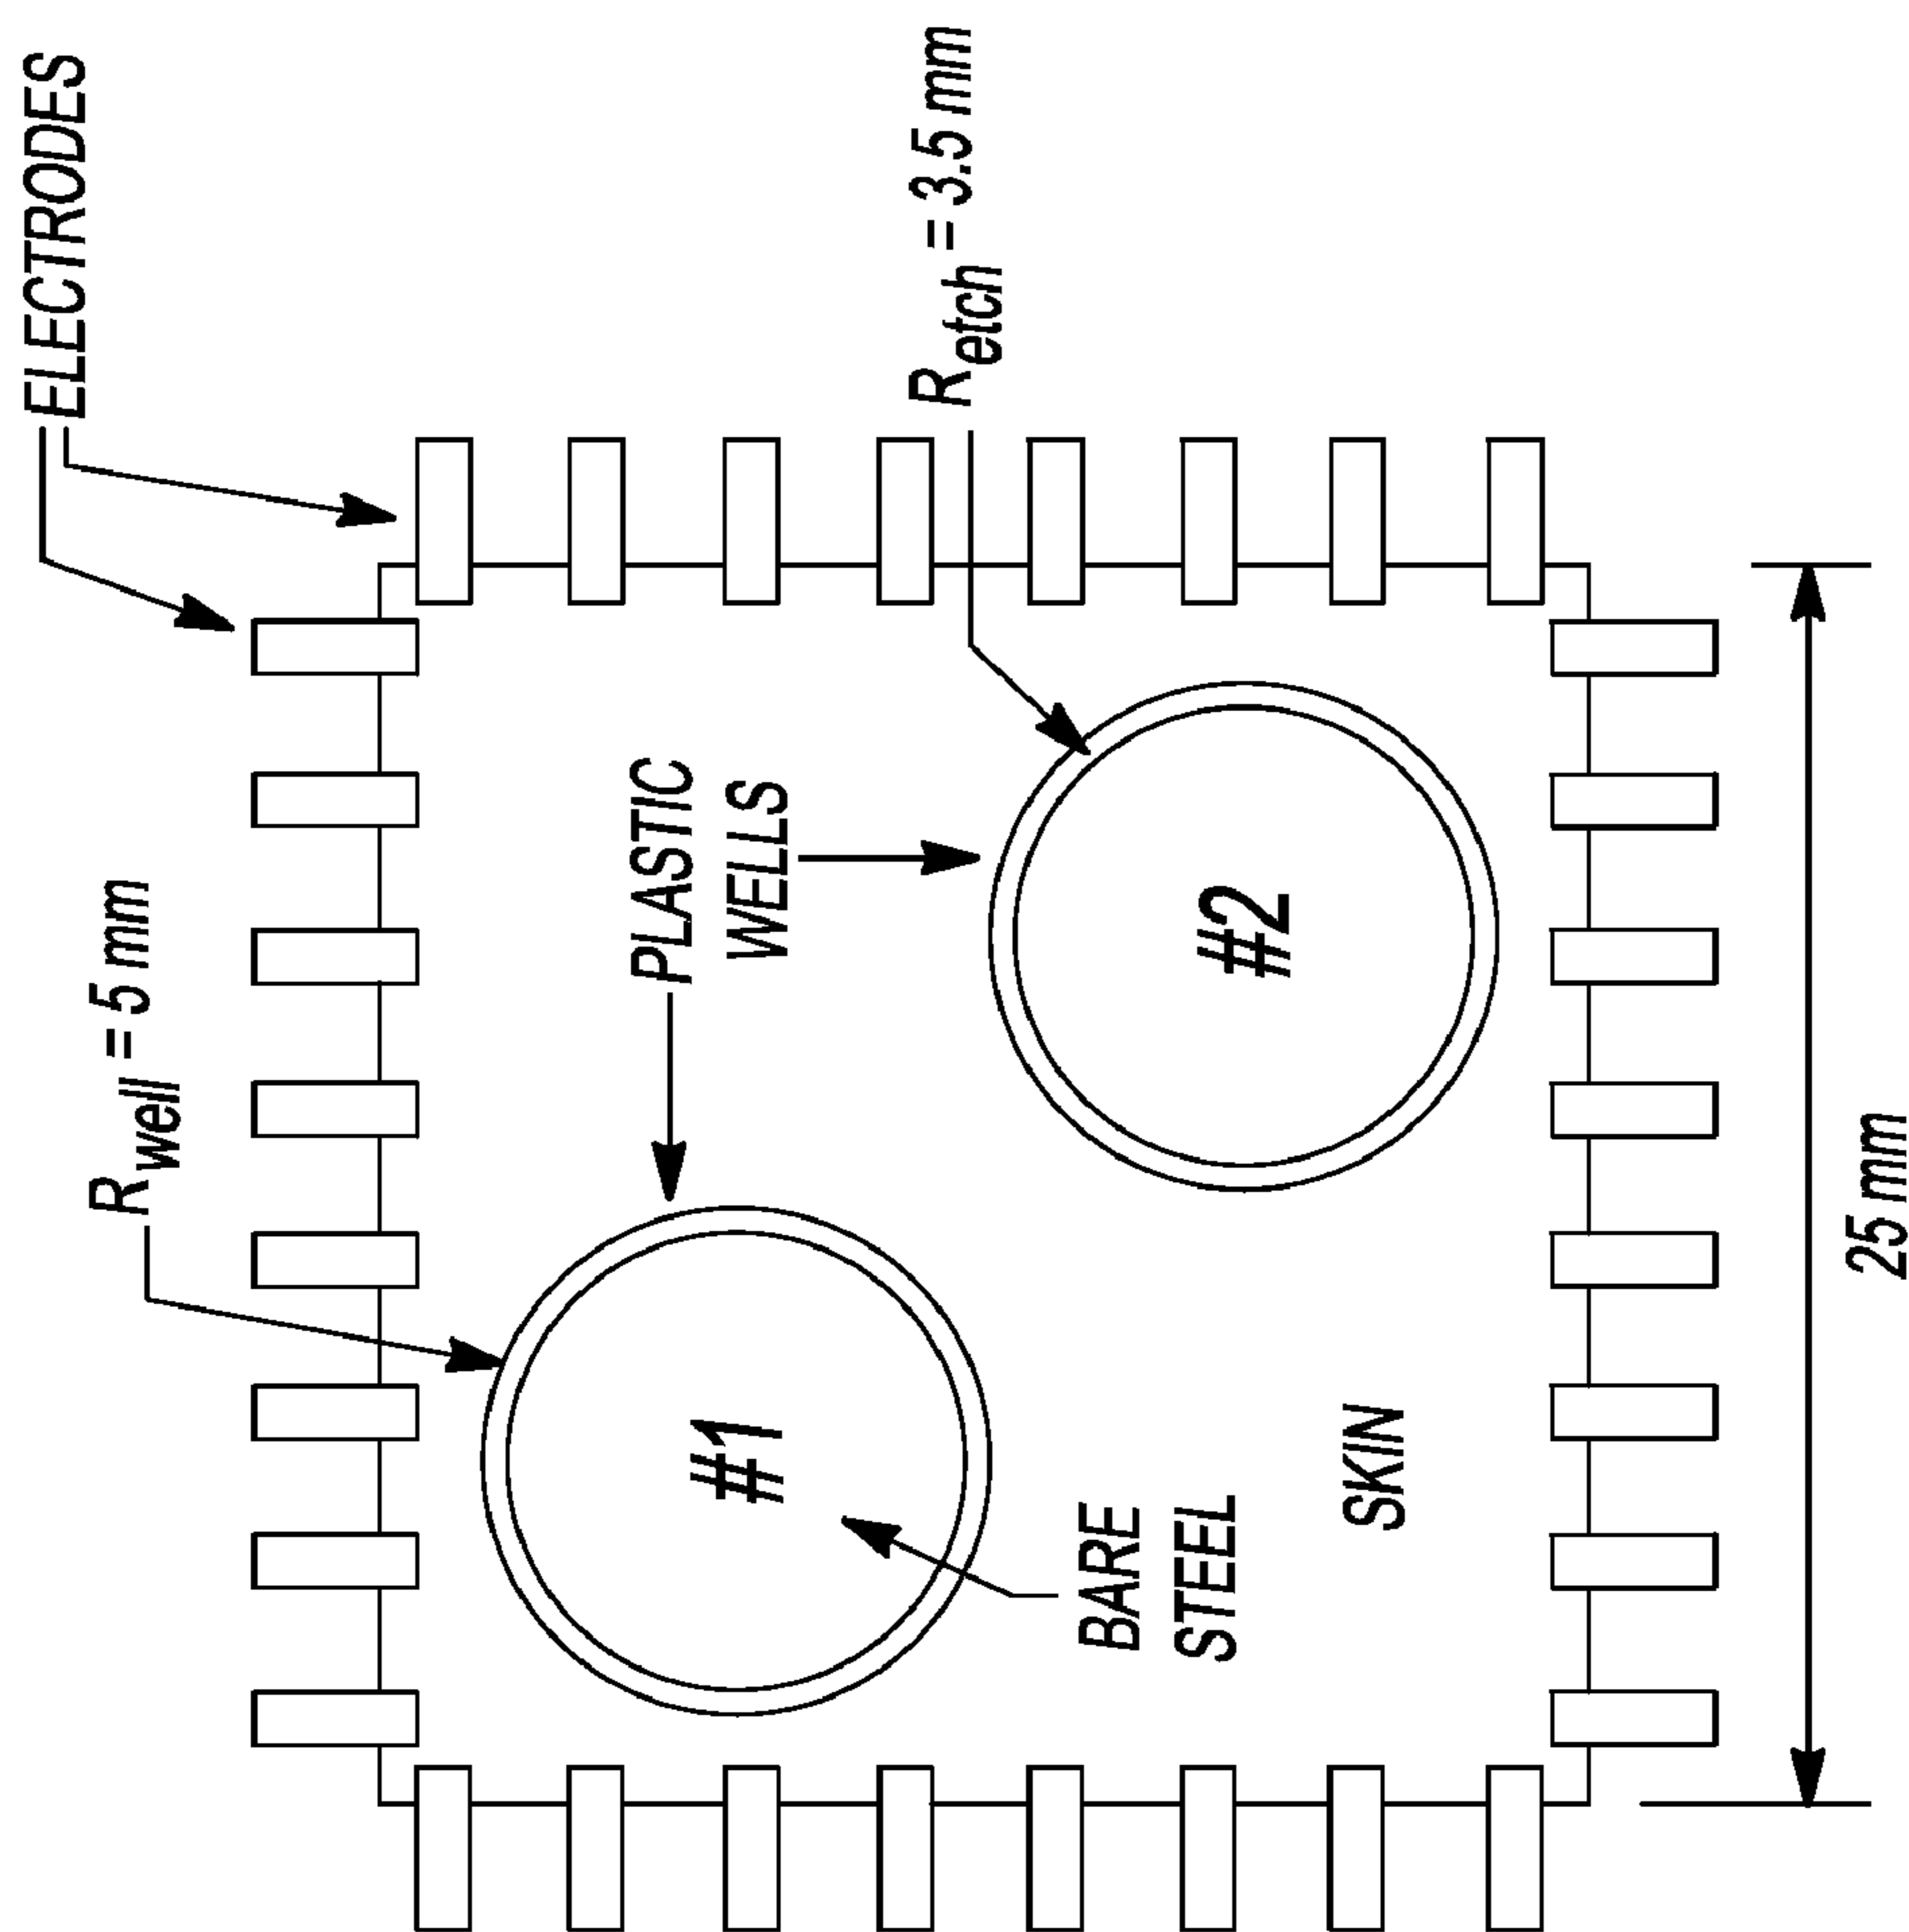 ELECTRODES
R_well = 5 mm
R_etch = 3.5 mm
PLASTIC
WELLS
#1
#2
BARE
STEEL
SKIN
25 mm